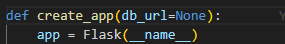 def create_app(db_url=None):
    app = Flask(__name__)